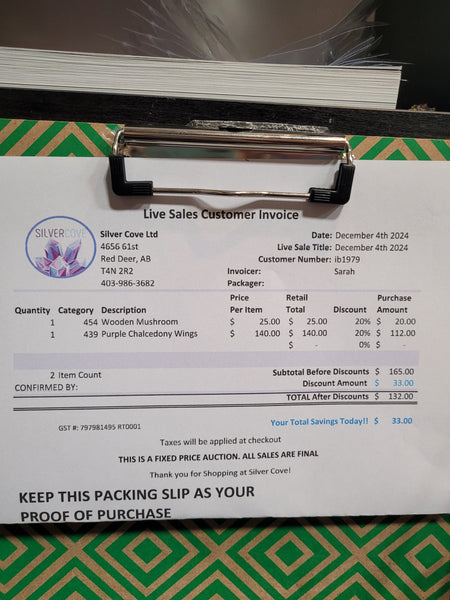 Live Sales Customer Invoice
SILVERCOVE
Silver Cove Ltd
4656 61st
Red Deer, AB
T4N 2R2
403-986-3682
Date: December 4th 2024
Live Sale Title: December 4th 2024
Customer Number: ib1979
Invoicer: Sarah
Packager:
Quantity Category Description Price Per Item Retail Total Discount Purchase Amount
1 454 Wooden Mushroom $ 25.00 $ 25.00 20% $ 20.00
1 439 Purple Chalcedony Wings $ 140.00 $ 140.00 20% $ 112.00
$ - 0% $ -
2 Item Count
Subtotal Before Discounts $ 165.00
CONFIRMED BY:
Discount Amount $ 33.00
TOTAL After Discounts $ 132.00
GST #: 797981495 RT0001
Your Total Savings Today!! $ 33.00
Taxes will be applied at checkout
THIS IS A FIXED PRICE AUCTION. ALL SALES ARE FINAL
Thank you for Shopping at Silver Cove!
KEEP THIS PACKING SLIP AS YOUR
PROOF OF PURCHASE